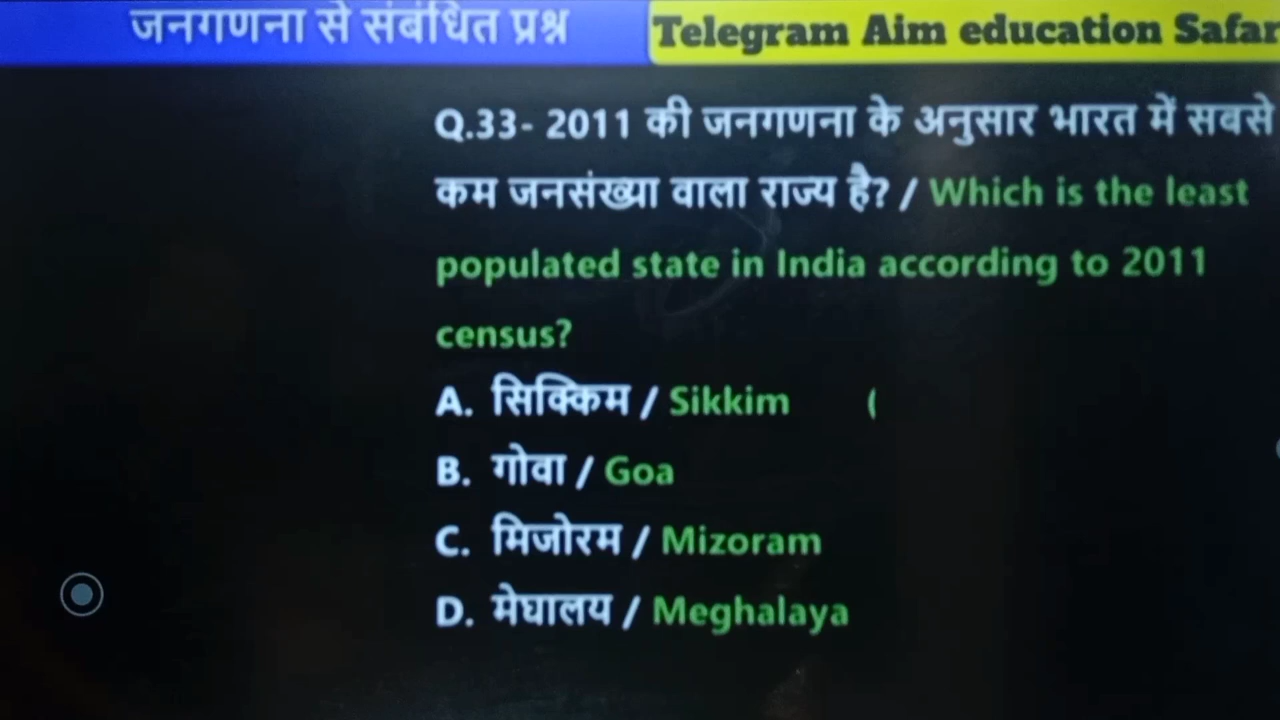 जनगणना से संबंधित प्रश्न
Telegram Aim education Safar
Q.33- 2011 की जनगणना के अनुसार भारत में सबसे
कम जनसंख्या वाला राज्य है? / Which is the least
populated state in India according to 2011
census?
A. सिक्किम / Sikkim (
B. गोवा / Goa
C. मिजोरम / Mizoram
D. मेघालय / Meghalaya